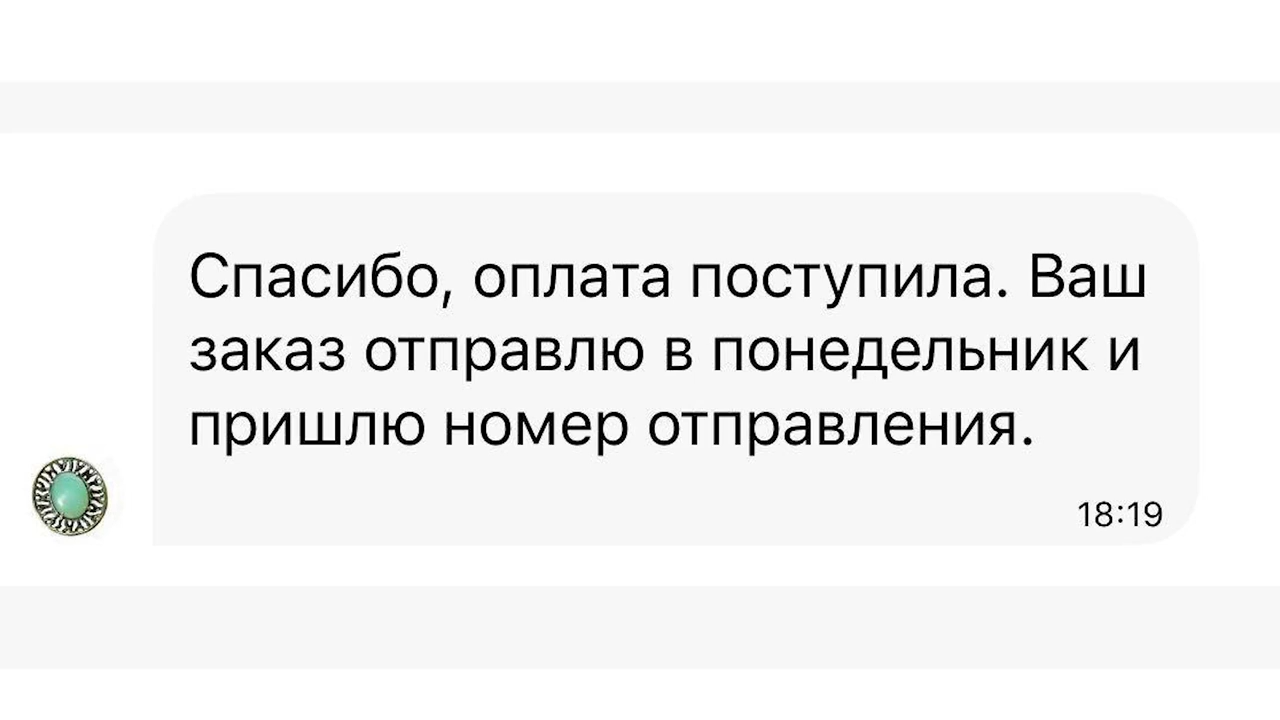 Спасибо, оплата поступила. Ваш
заказ отправлю в понедельник и
пришлю номер отправления.
18:19